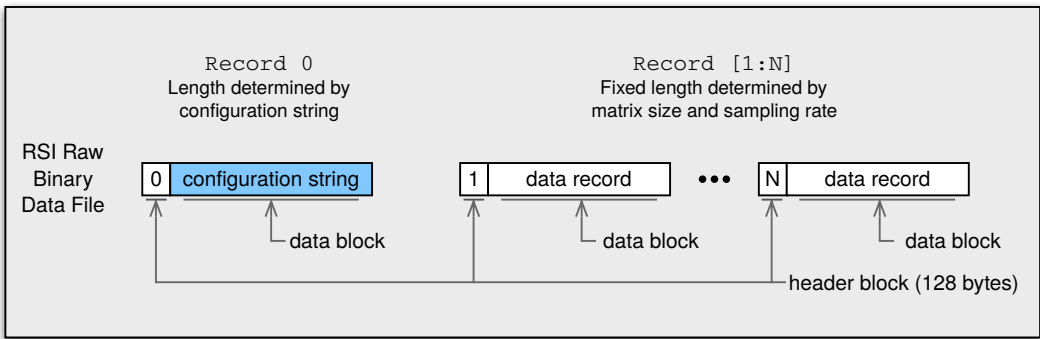 Record 0
Length determined by
configuration string
Record [1:N]
Fixed length determined by
matrix size and sampling rate
RSI Raw
Binary
Data File
0 configuration string
1 data record
•••
N data record
data block
data block
data block
header block (128 bytes)